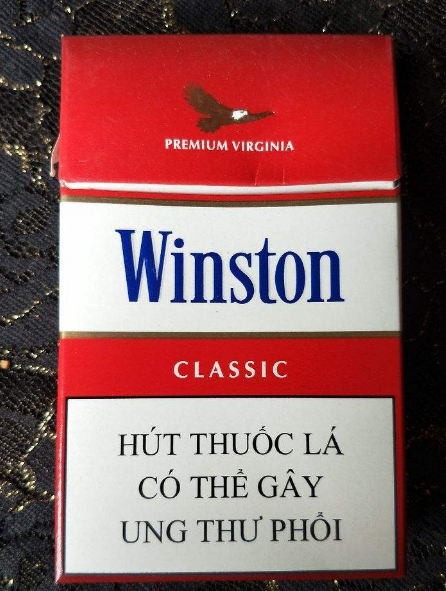 PREMIUM VIRGINIA
Winston
CLASSIC
HÚT THUỐC LÁ
CÓ THỂ GÂY
UNG THƯ PHỔI